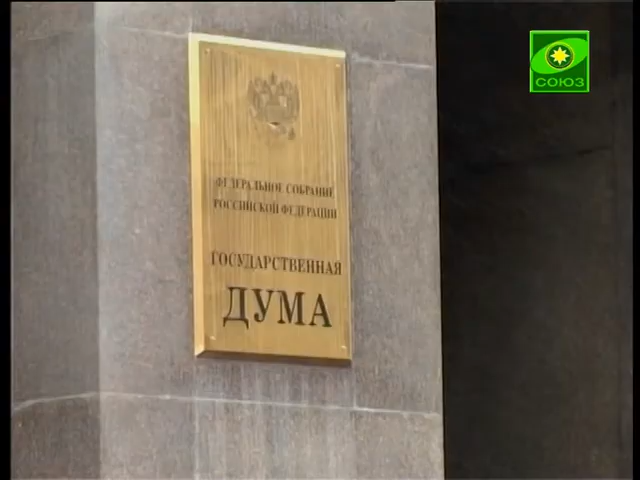 СОЮЗ
ФЕДЕРАЛЬНОЕ СОБРАНИЕ
РОССИЙСКОЙ ФЕДЕРАЦИИ
ГОСУДАРСТВЕННАЯ
ДУМА